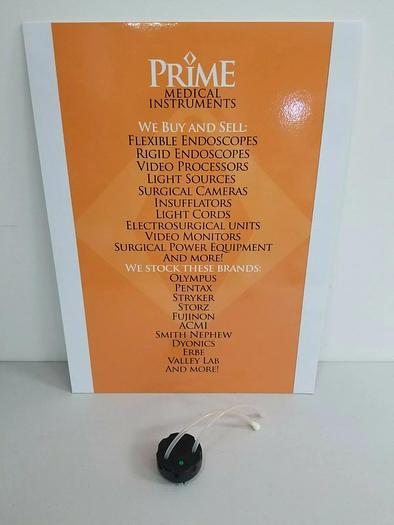 PRIME
MEDICAL
INSTRUMENTS
WE BUY AND SELL:
FLEXIBLE ENDOSCOPES
RIGID ENDOSCOPES
VIDEO PROCESSORS
LIGHT SOURCES
SURGICAL CAMERAS
INSUFFLATORS
LIGHT CORDS
ELECTROSURGICAL UNITS
VIDEO MONITORS
SURGICAL POWER EQUIPMENT
AND MORE!
WE STOCK THESE BRANDS:
OLYMPUS
PENTAX
STRYKER
STORZ
FUJINON
ACMI
SMITH NEPHEW
DYONICS
ERBE
VALLEY LAB
AND MORE!